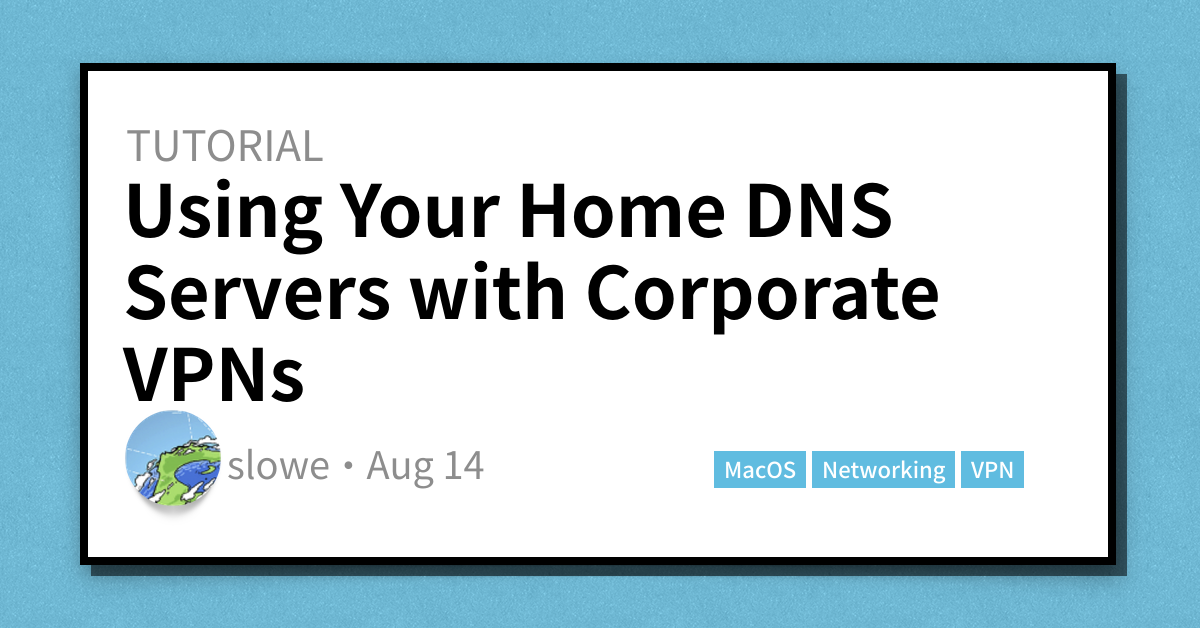 TUTORIAL
Using Your Home DNS
Servers with Corporate
VPNs
slowe • Aug 14
MacOS Networking VPN